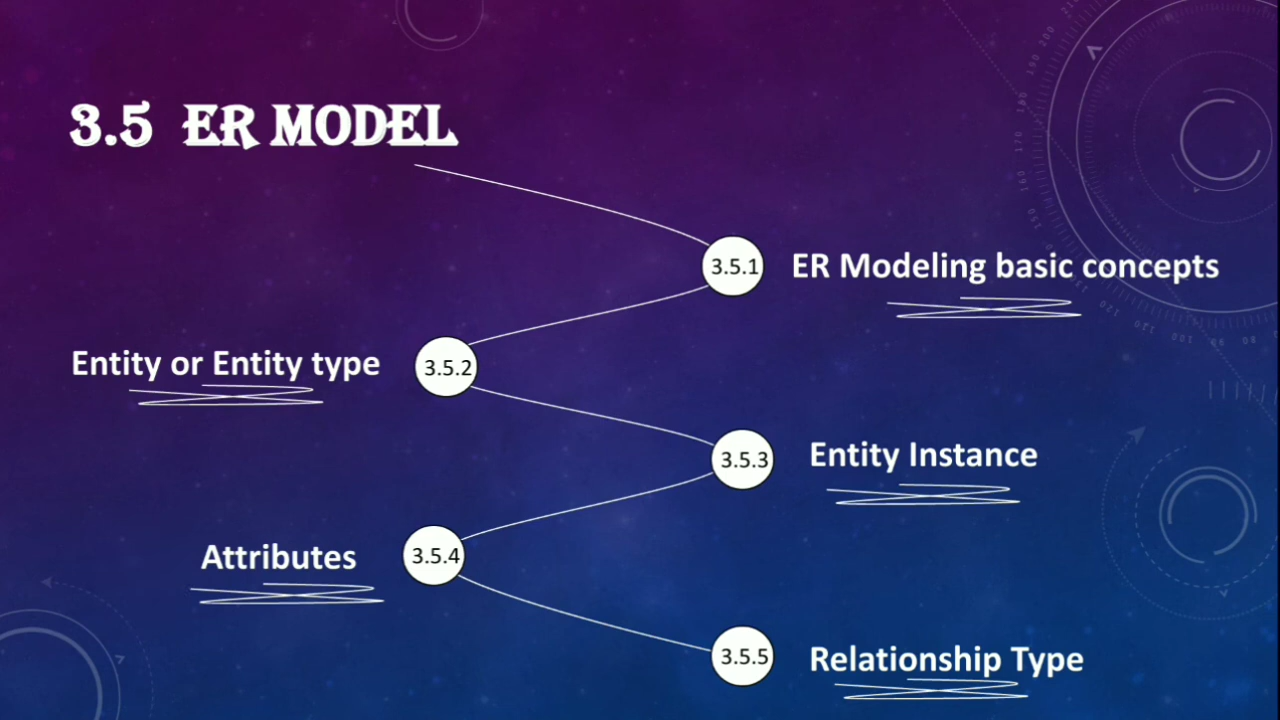 3.5 ER MODEL
3.5.1 ER Modeling basic concepts
Entity or Entity type 3.5.2
3.5.3 Entity Instance
Attributes 3.5.4
3.5.5 Relationship Type